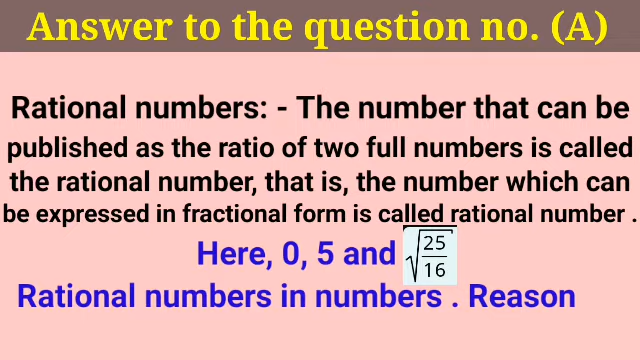 Answer to the question no. (A)
Rational numbers: - The number that can be
published as the ratio of two full numbers is called
the rational number, that is, the number which can
be expressed in fractional form is called rational number .
Here, 0, 5 and √(25/16)
Rational numbers in numbers . Reason